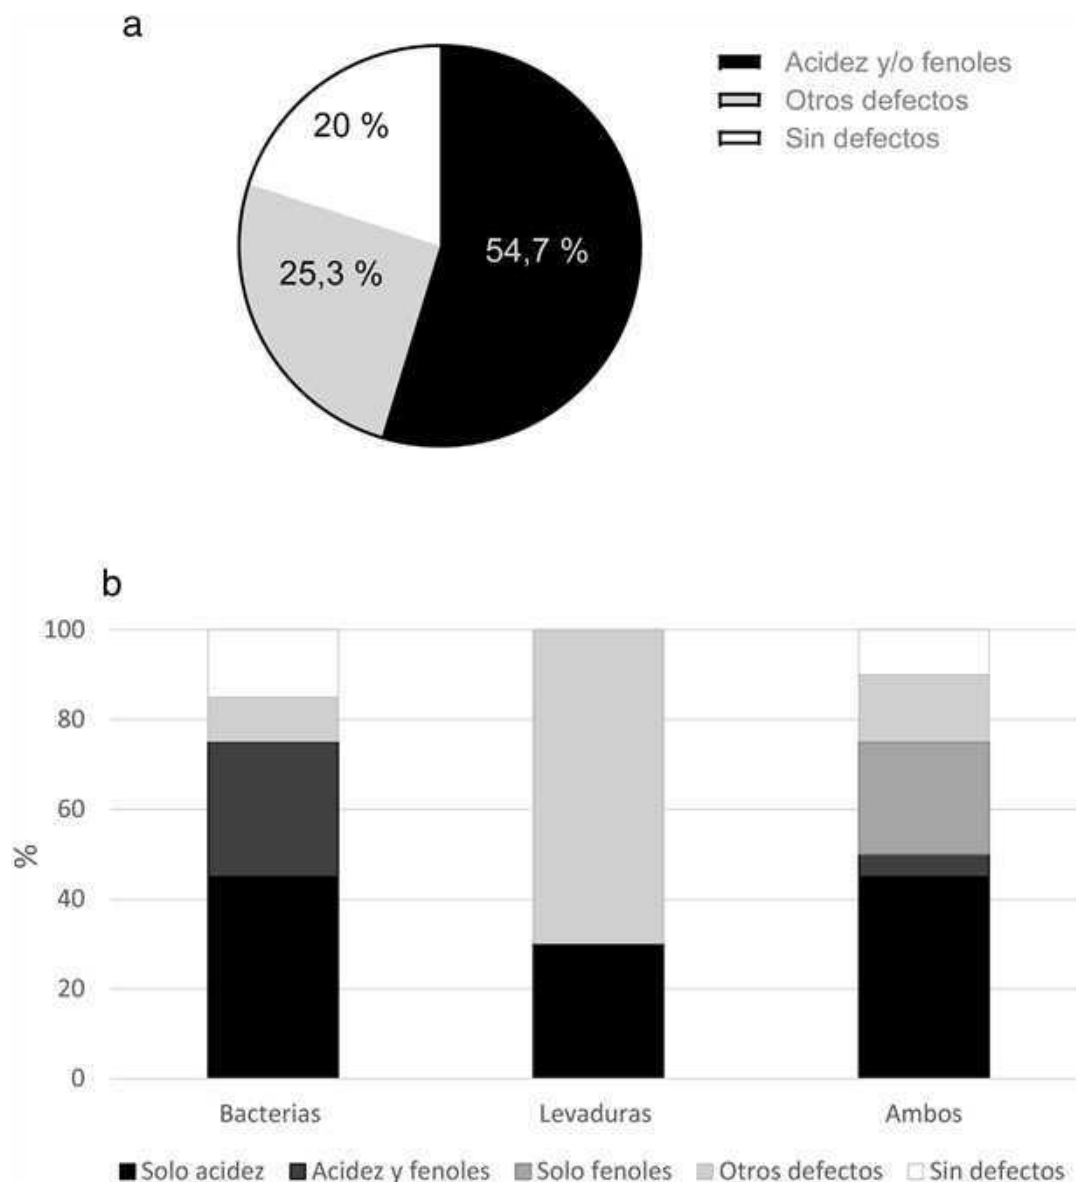 a
Acidez y/o fenoles
Otros defectos
Sin defectos
20 %
25,3 %
54,7 %
b
100
80
60
40
20
0
%
Bacterias Levaduras Ambos
Solo acidez Acidez y fenoles Solo fenoles Otros defectos Sin defectos